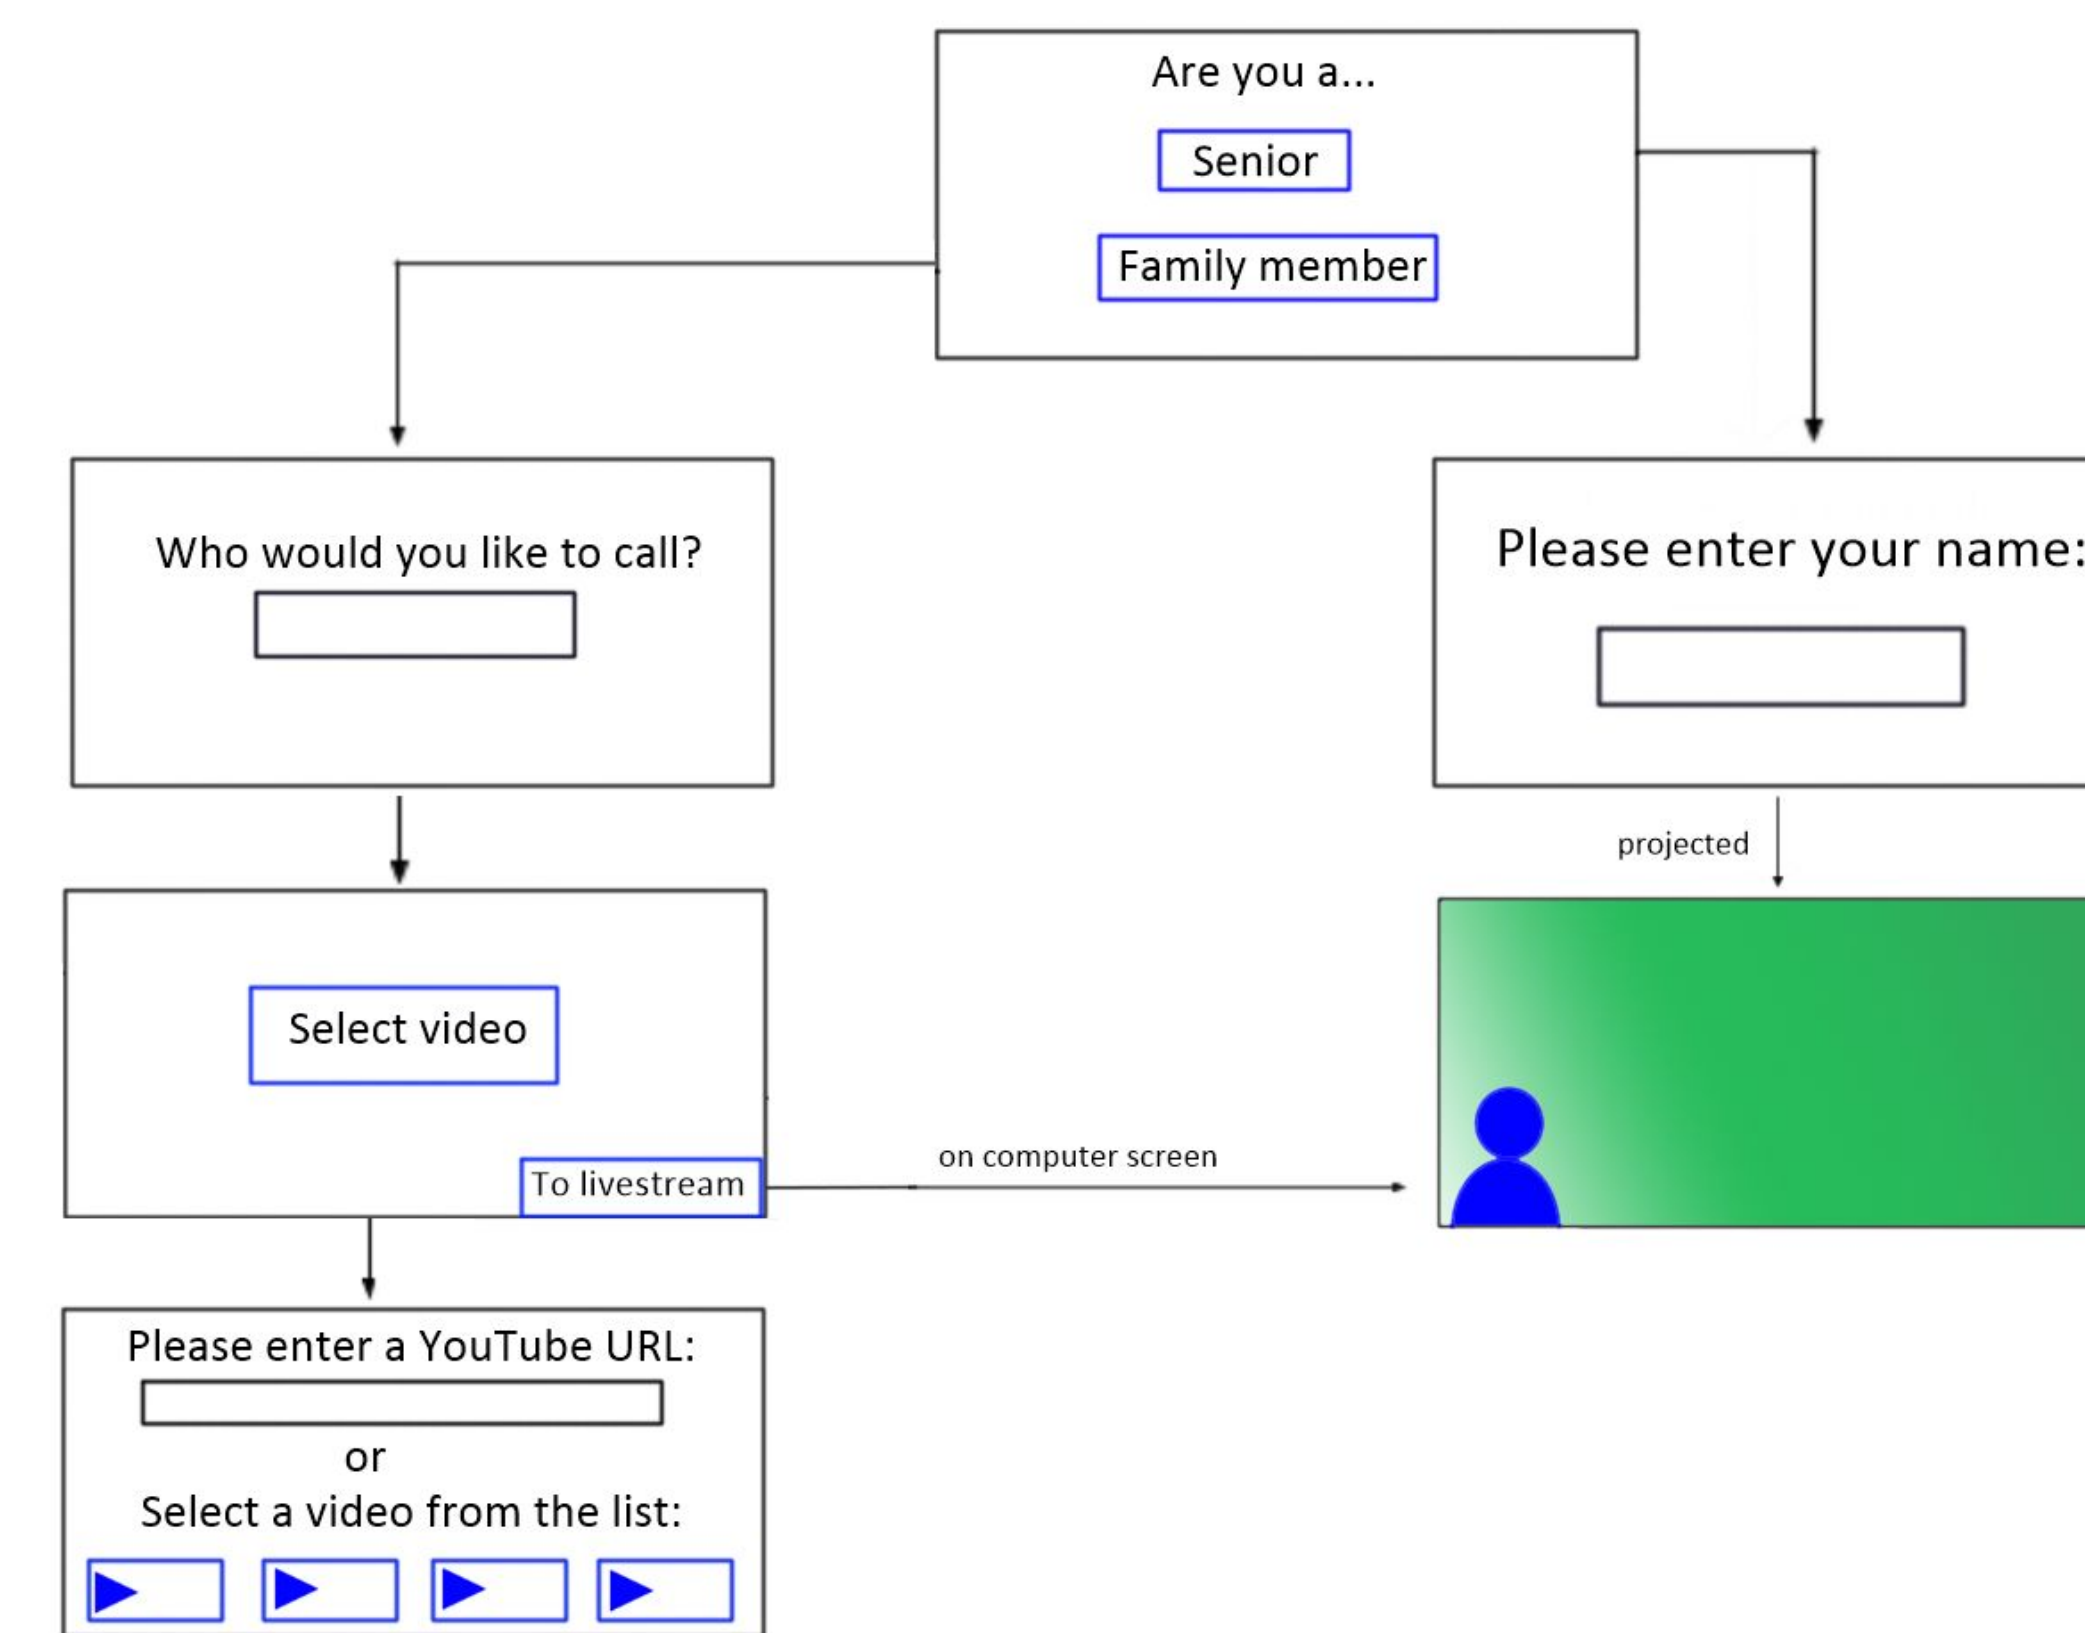 Are you a...
Senior
Family member
Who would you like to call?
Please enter your name:
projected
Select video
To livestream
on computer screen
Please enter a YouTube URL:
or
Select a video from the list: